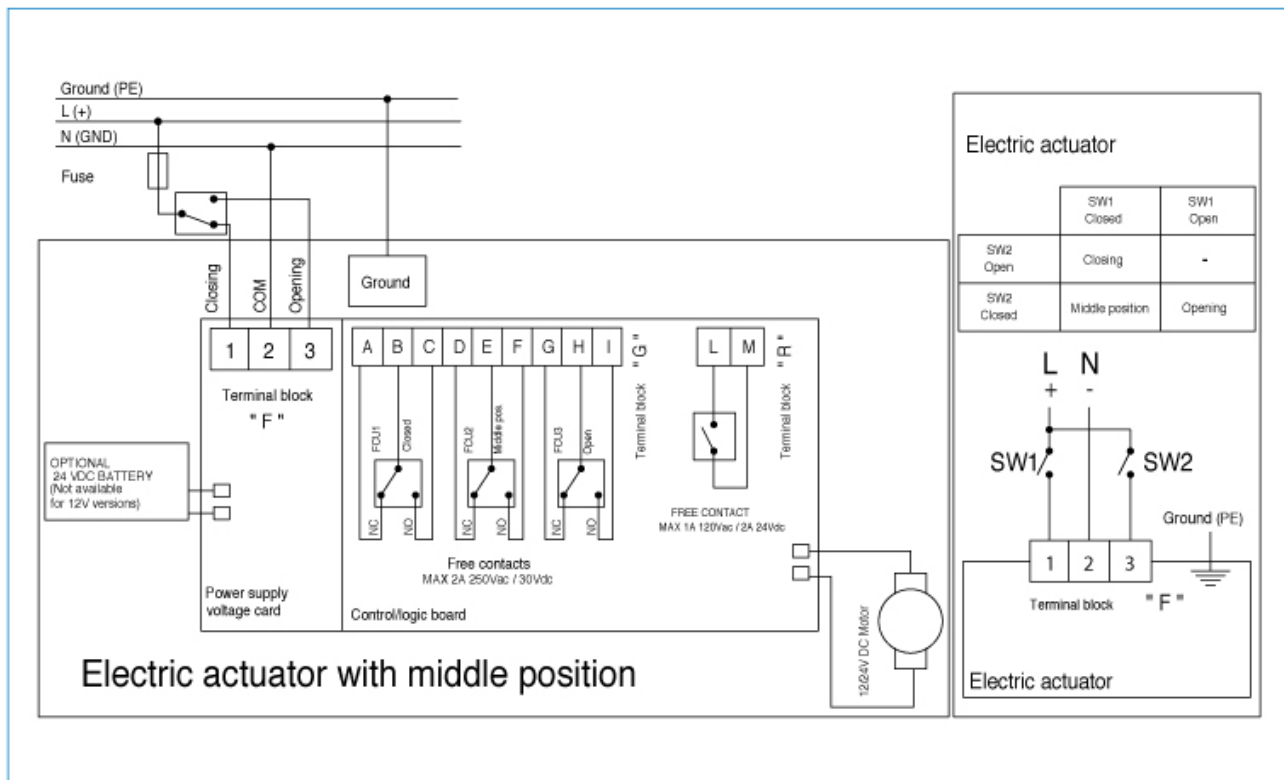 Ground (PE)
L (+)
N (GND)
Fuse
Closing
COM
Opening
Ground
1 2 3
Terminal block
" F "
A B C D E F G H I
" G "
Terminal block
L M
" R "
Terminal block
FCU1
Closed
FCU2
Middle pos.
FCU3
Open
NC
NO
NC
NO
NC
NO
Free contacts
MAX 2A 250Vac / 30Vdc
FREE CONTACT
MAX 1A 120Vac / 2A 24Vdc
OPTIONAL
24 VDC BATTERY
(Not available
for 12V versions)
Power supply
voltage card
Control/logic board
12/24V DC Motor
Electric actuator with middle position
Electric actuator
SW1
Closed
SW1
Open
SW2
Open
Closing
-
SW2
Closed
Middle position
Opening
L N
+ -
SW1
SW2
Ground (PE)
1 2 3
Terminal block
" F "
Electric actuator